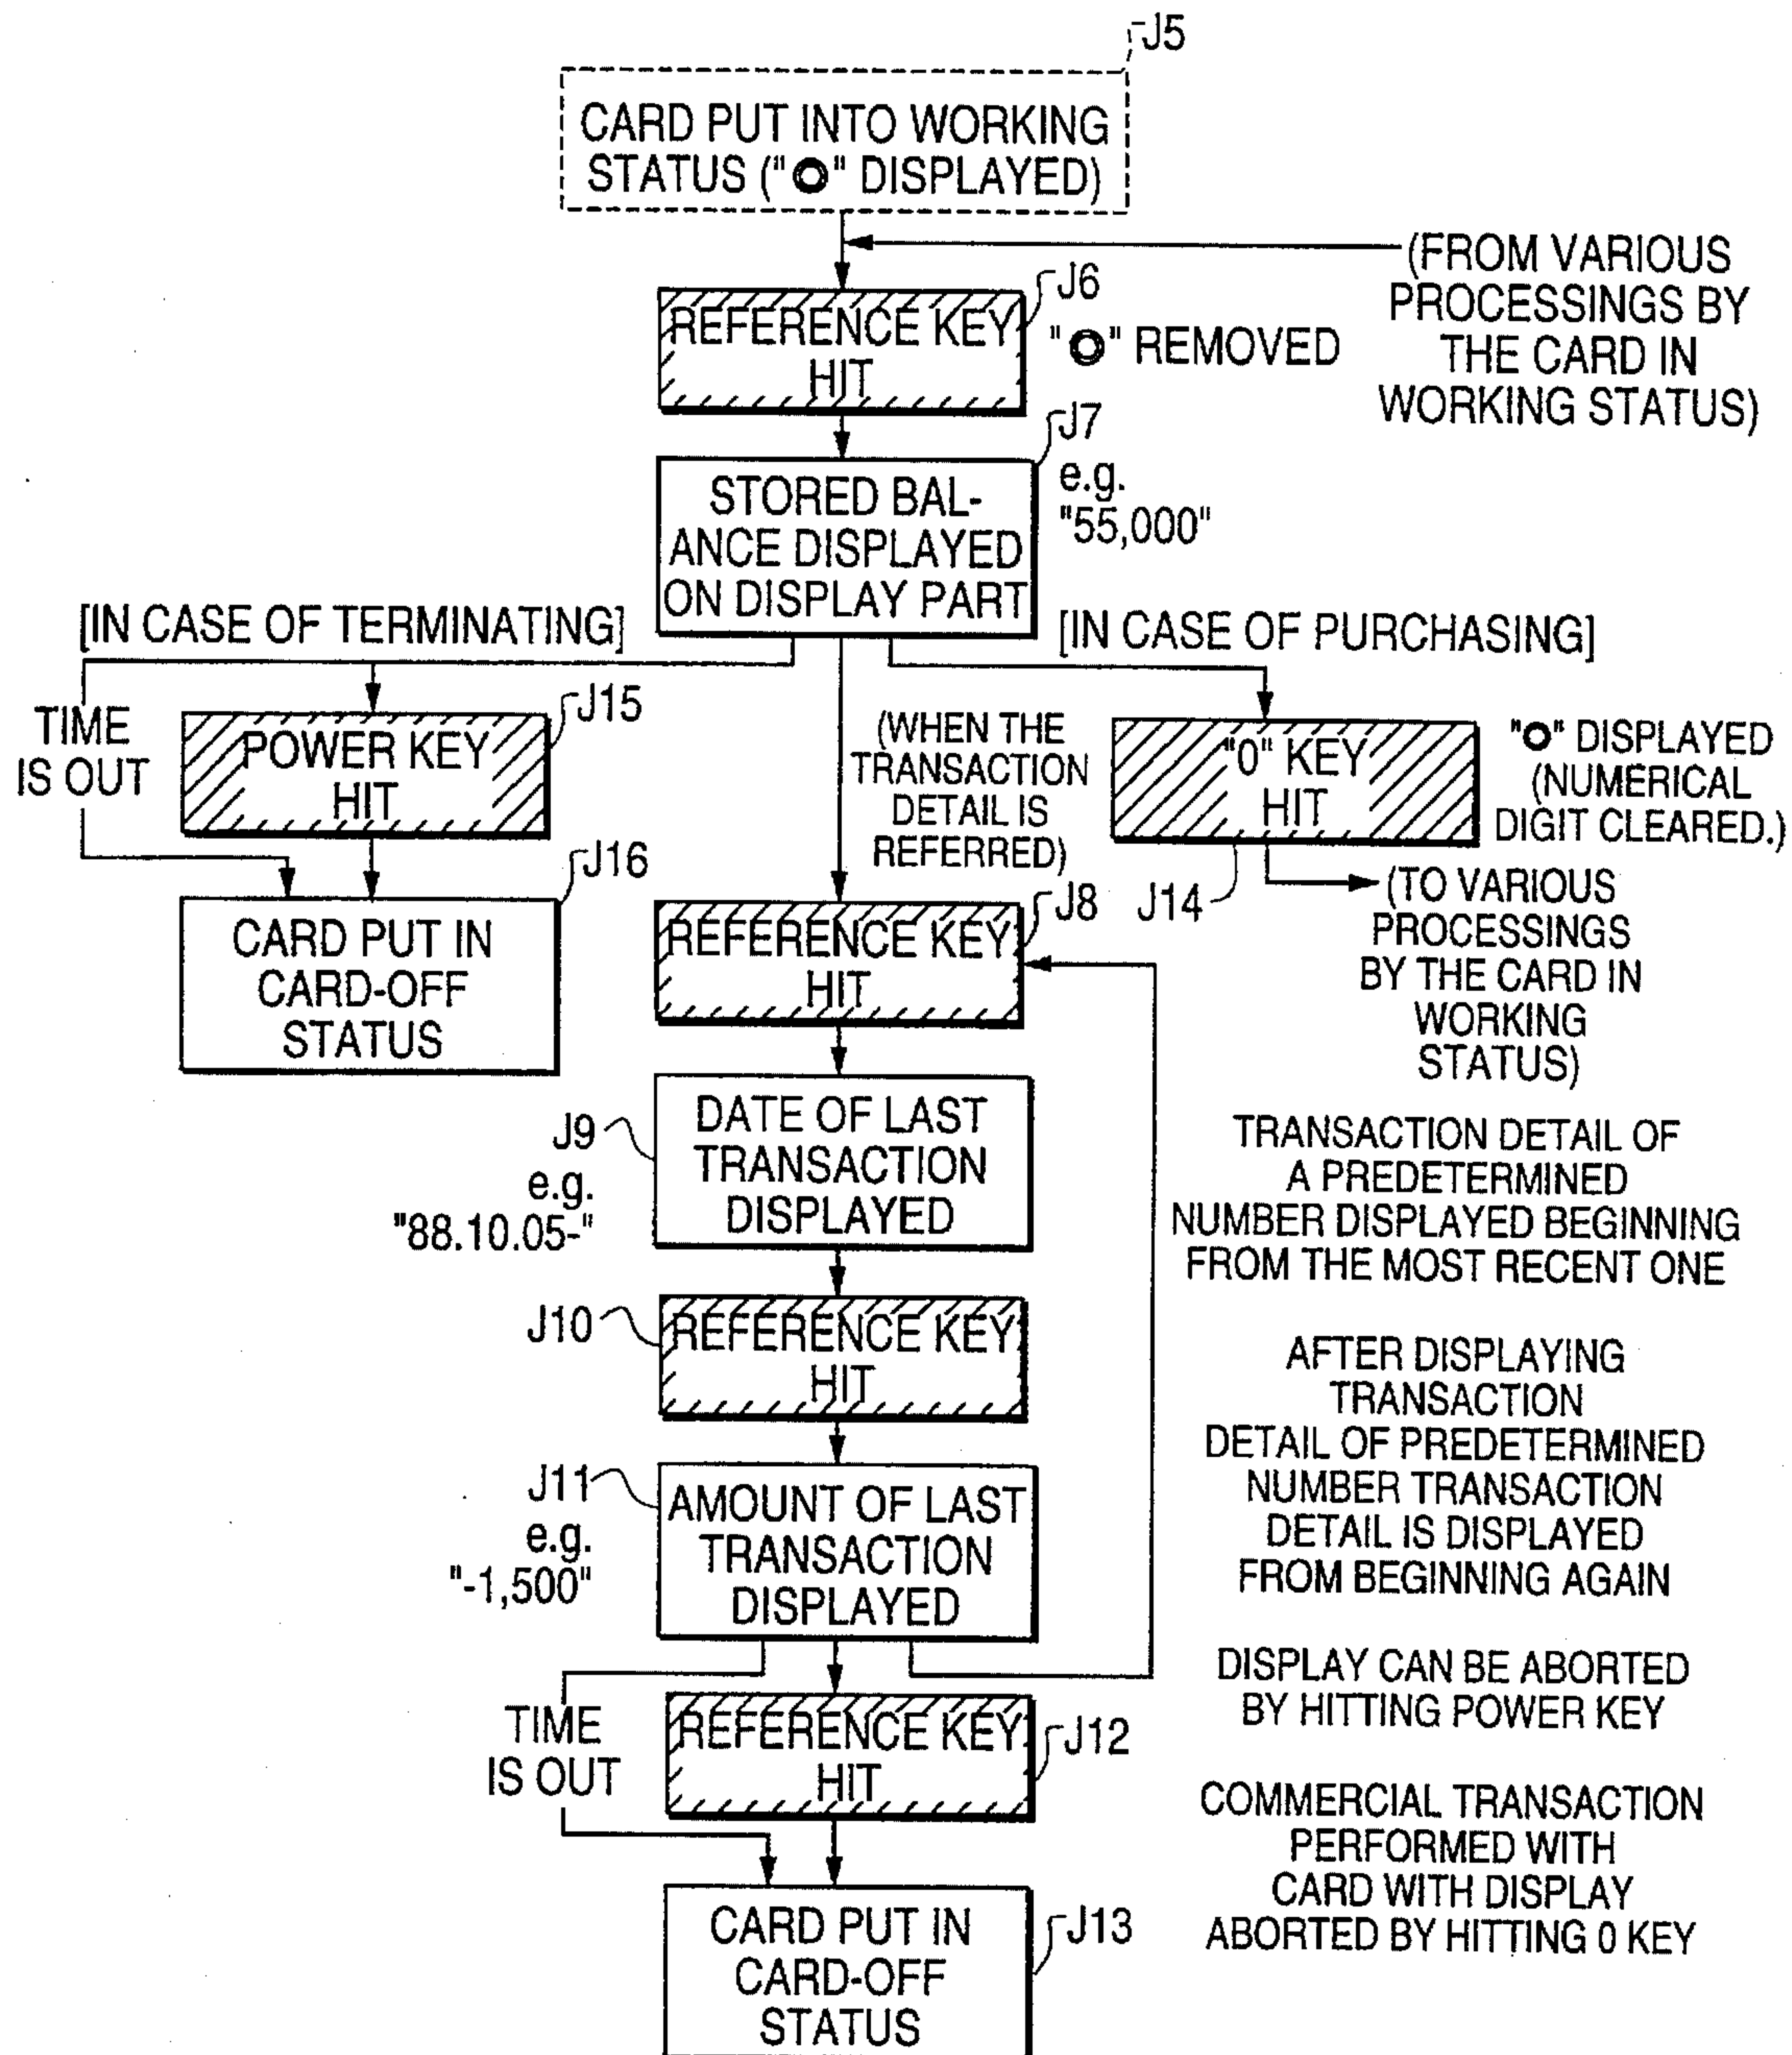 J5
CARD PUT INTO WORKING
STATUS ("O" DISPLAYED)
(FROM VARIOUS
PROCESSINGS BY
THE CARD IN
WORKING STATUS)
J6
REFERENCE KEY
HIT
"O" REMOVED
J7
STORED BAL-
ANCE DISPLAYED
ON DISPLAY PART
e.g.
"55,000"
[IN CASE OF TERMINATING]
[IN CASE OF PURCHASING]
TIME
IS OUT
J15
POWER KEY
HIT
J16
CARD PUT IN
CARD-OFF
STATUS
(WHEN THE
TRANSACTION
DETAIL IS
REFERRED)
"0" KEY
HIT
J14
"O" DISPLAYED
(NUMERICAL
DIGIT CLEARED.)
(TO VARIOUS
PROCESSINGS
BY THE CARD IN
WORKING
STATUS)
J8
REFERENCE KEY
HIT
J9
e.g.
"88.10.05-"
DATE OF LAST
TRANSACTION
DISPLAYED
J10
REFERENCE KEY
HIT
J11
e.g.
"-1,500"
AMOUNT OF LAST
TRANSACTION
DISPLAYED
TIME
IS OUT
REFERENCE KEY
HIT
J12
CARD PUT IN
CARD-OFF
STATUS
J13
TRANSACTION DETAIL OF
A PREDETERMINED
NUMBER DISPLAYED BEGINNING
FROM THE MOST RECENT ONE
AFTER DISPLAYING
TRANSACTION
DETAIL OF PREDETERMINED
NUMBER TRANSACTION
DETAIL IS DISPLAYED
FROM BEGINNING AGAIN
DISPLAY CAN BE ABORTED
BY HITTING POWER KEY
COMMERCIAL TRANSACTION
PERFORMED WITH
CARD WITH DISPLAY
ABORTED BY HITTING 0 KEY